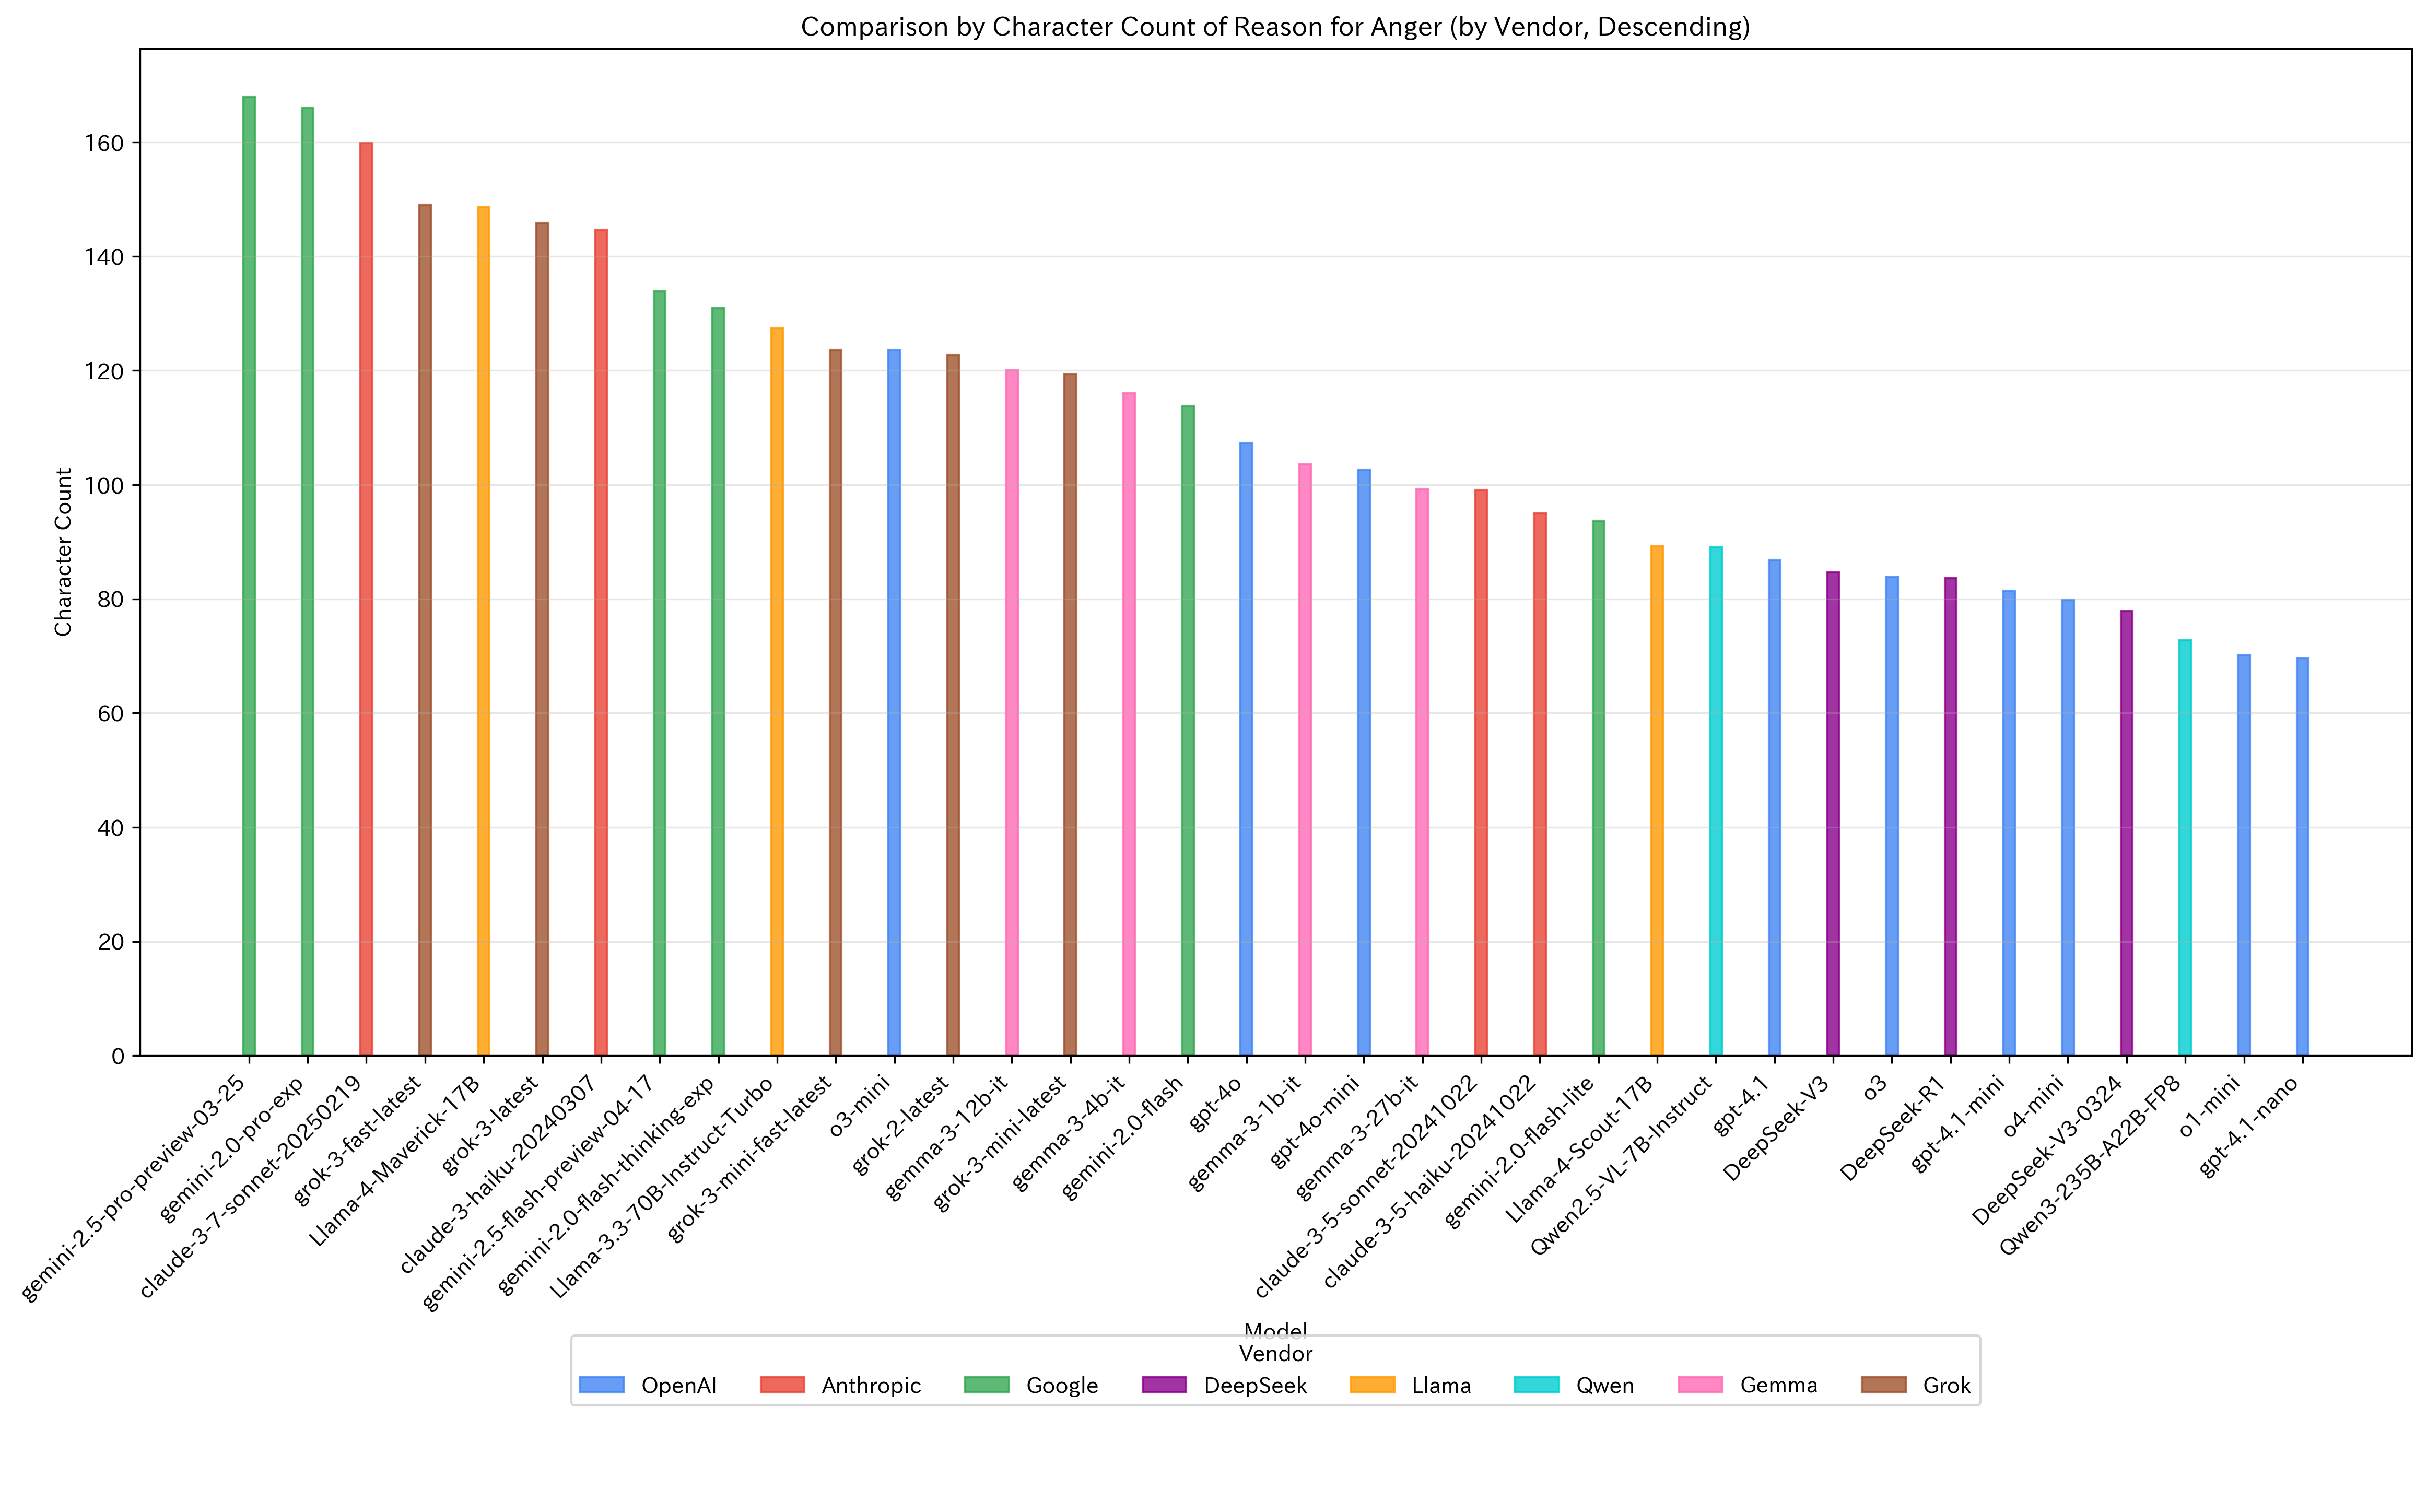 Comparison by Character Count of Reason for Anger (by Vendor, Descending)
Character Count
160
140
120
100
80
60
40
20
0
gemini-2.5-pro-preview-03-25
gemini-2.0-pro-exp
claude-3-7-sonnet-20250219
grok-3-fast-latest
Llama-4-Maverick-17B
grok-3-latest
claude-3-haiku-20240307
gemini-2.5-flash-preview-04-17
gemini-2.0-flash-thinking-exp
Llama-3.3-70B-Instruct-Turbo
grok-3-mini-fast-latest
o3-mini
grok-2-latest
gemma-3-12b-it
grok-3-mini-latest
gemma-3-4b-it
gemini-2.0-flash
gpt-4o
gemma-3-1b-it
gpt-4o-mini
gemma-3-27b-it
claude-3-5-sonnet-20241022
claude-3-5-haiku-20241022
gemini-2.0-flash-lite
Llama-4-Scout-17B
Qwen2.5-VL-7B-Instruct
gpt-4.1
DeepSeek-V3
o3
DeepSeek-R1
gpt-4.1-mini
o4-mini
DeepSeek-V3-0324
Qwen3-235B-A22B-FP8
o1-mini
gpt-4.1-nano
Model
Vendor
OpenAI Anthropic Google DeepSeek Llama Qwen Gemma Grok